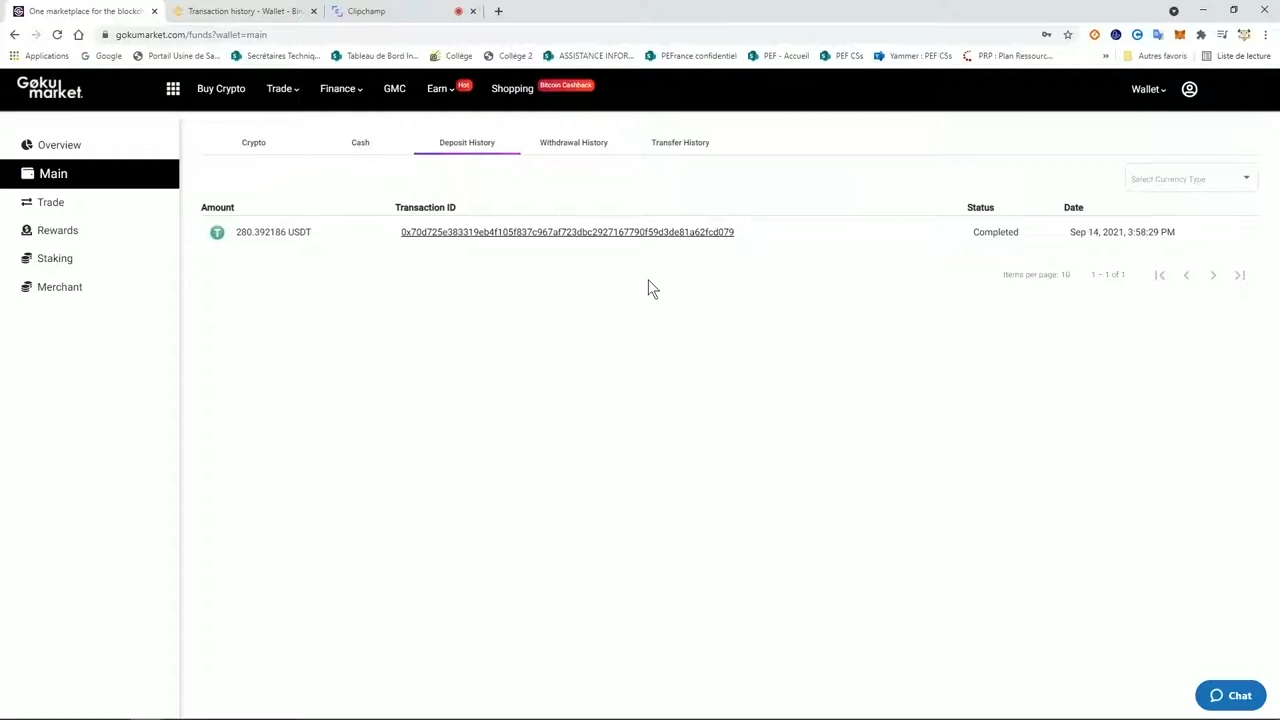 One marketplace for the blockch
Transaction history - Wallet - Bin
Clipchamp
gokumarket.com/funds?wallet=main
Applications
Google
Portail Usine de Sa...
Secrétaires Techniq...
Tableau de Bord In...
Collège
Collège 2
ASSISTANCE INFOR...
PEFrance confidentiel
PEF - Accueil
PEF CSs
Yammer : PEF CSs
PRP : Plan Ressourc...
»
Autres favoris
Liste de lecture
Goku market.
Buy Crypto
Trade
Finance
GMC
Earn
Hot
Shopping
Bitcoin Cashback
Wallet
Overview
Main
Trade
Rewards
Staking
Merchant
Crypto
Cash
Deposit History
Withdrawal History
Transfer History
Select Currency Type
Amount
Transaction ID
Status
Date
280.392186 USDT
0x70d725e383319eb4f105f837c967af723dbc2927167790f59d3de81a62fcd079
Completed
Sep 14, 2021, 3:58:29 PM
Items per page: 10
1 – 1 of 1
Chat